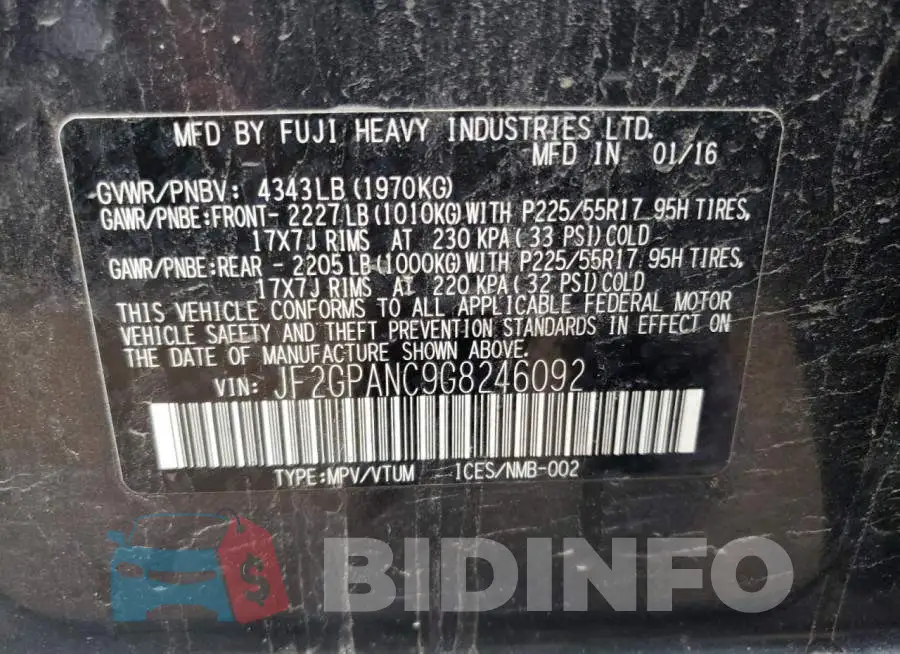 MFD BY FUJI HEAVY INDUSTRIES LTD.
MFD IN 01/16
GVWR/PNBV: 4343LB (1970KG)
GAWR/PNBE:FRONT- 2227LB (1010KG) WITH P225/55R17 95H TIRES,
17X7J RIMS AT 230 KPA (33 PSI) COLD
GAWR/PNBE:REAR - 2205LB (1000KG) WITH P225/55R17 95H TIRES,
17X7J RIMS AT 220 KPA (32 PSI) COLD
THIS VEHICLE CONFORMS TO ALL APPLICABLE FEDERAL MOTOR
VEHICLE SAFETY AND THEFT PREVENTION STANDARDS IN EFFECT ON
THE DATE OF MANUFACTURE SHOWN ABOVE.
VIN: JF2GPANC9G8246092
TYPE:MPV/VTUM ICES/NMB-002
$ BIDINFO